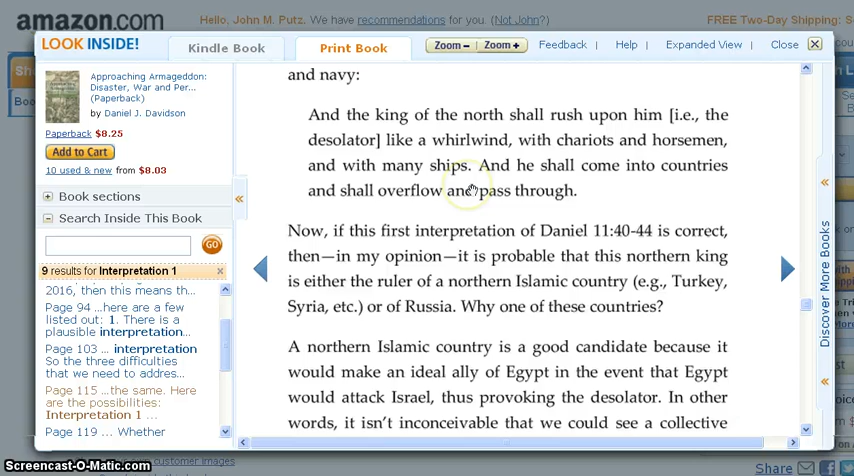 amazon.com
Hello, John M. Putz. We have recommendations for you. (Not John?)
FREE Two-Day Shipping:
LOOK INSIDE!
Kindle Book
Print Book
Zoom −
Zoom +
Feedback
Help
Expanded View
Close
Approaching Armageddon:
Disaster, War and Per...
(Paperback)
by Daniel J. Davidson
Paperback $8.25
Add to Cart
10 used & new from $8.03
Book sections
Search Inside This Book
GO
9 results for Interpretation 1
2016, then this means th...
Page 94 ...here are a few
listed out: 1. There is a
plausible interpretation...
Page 103 ... interpretation
So the three difficulties
that we need to addres...
Page 115 ...the same. Here
are the possibilities:
Interpretation 1 ...
Page 119 ... Whether
and navy:
And the king of the north shall rush upon him [i.e., the
desolator] like a whirlwind, with chariots and horsemen,
and with many ships. And he shall come into countries
and shall overflow and pass through.
Now, if this first interpretation of Daniel 11:40-44 is correct,
then—in my opinion—it is probable that this northern king
is either the ruler of a northern Islamic country (e.g., Turkey,
Syria, etc.) or of Russia. Why one of these countries?
A northern Islamic country is a good candidate because it
would make an ideal ally of Egypt in the event that Egypt
would attack Israel, thus provoking the desolator. In other
words, it isn't inconceivable that we could see a collective
Discover More Books
customer images
Share
Screencast-O-Matic.com